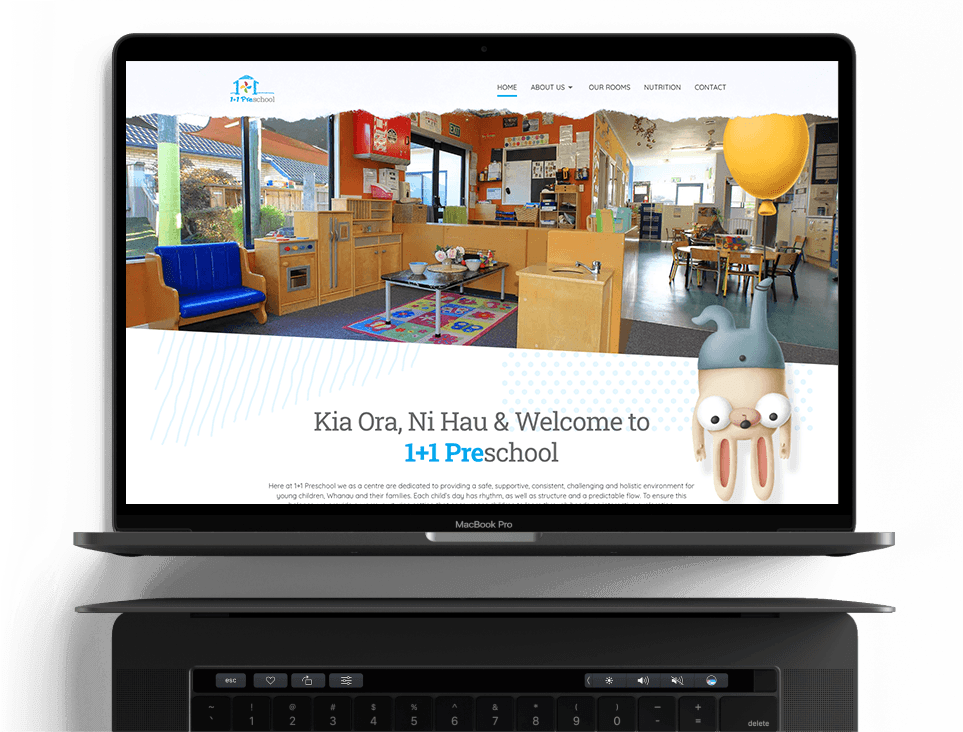 1+1 Preschool
HOME ABOUT US OUR ROOMS NUTRITION CONTACT
EXIT
Kia Ora, Ni Hau & Welcome to
1+1 Preschool
Here at 1+1 Preschool we as a centre are dedicated to providing a safe, supportive, consistent, challenging and holistic environment for
young children, Whanau and their families. Each child's day has rhythm, as well as structure and a predictable flow. To ensure this
MacBook Pro
esc
~ ! @ # $ % ^ & * ( ) – +
` 1 2 3 4 5 6 7 8 9 0 - = delete